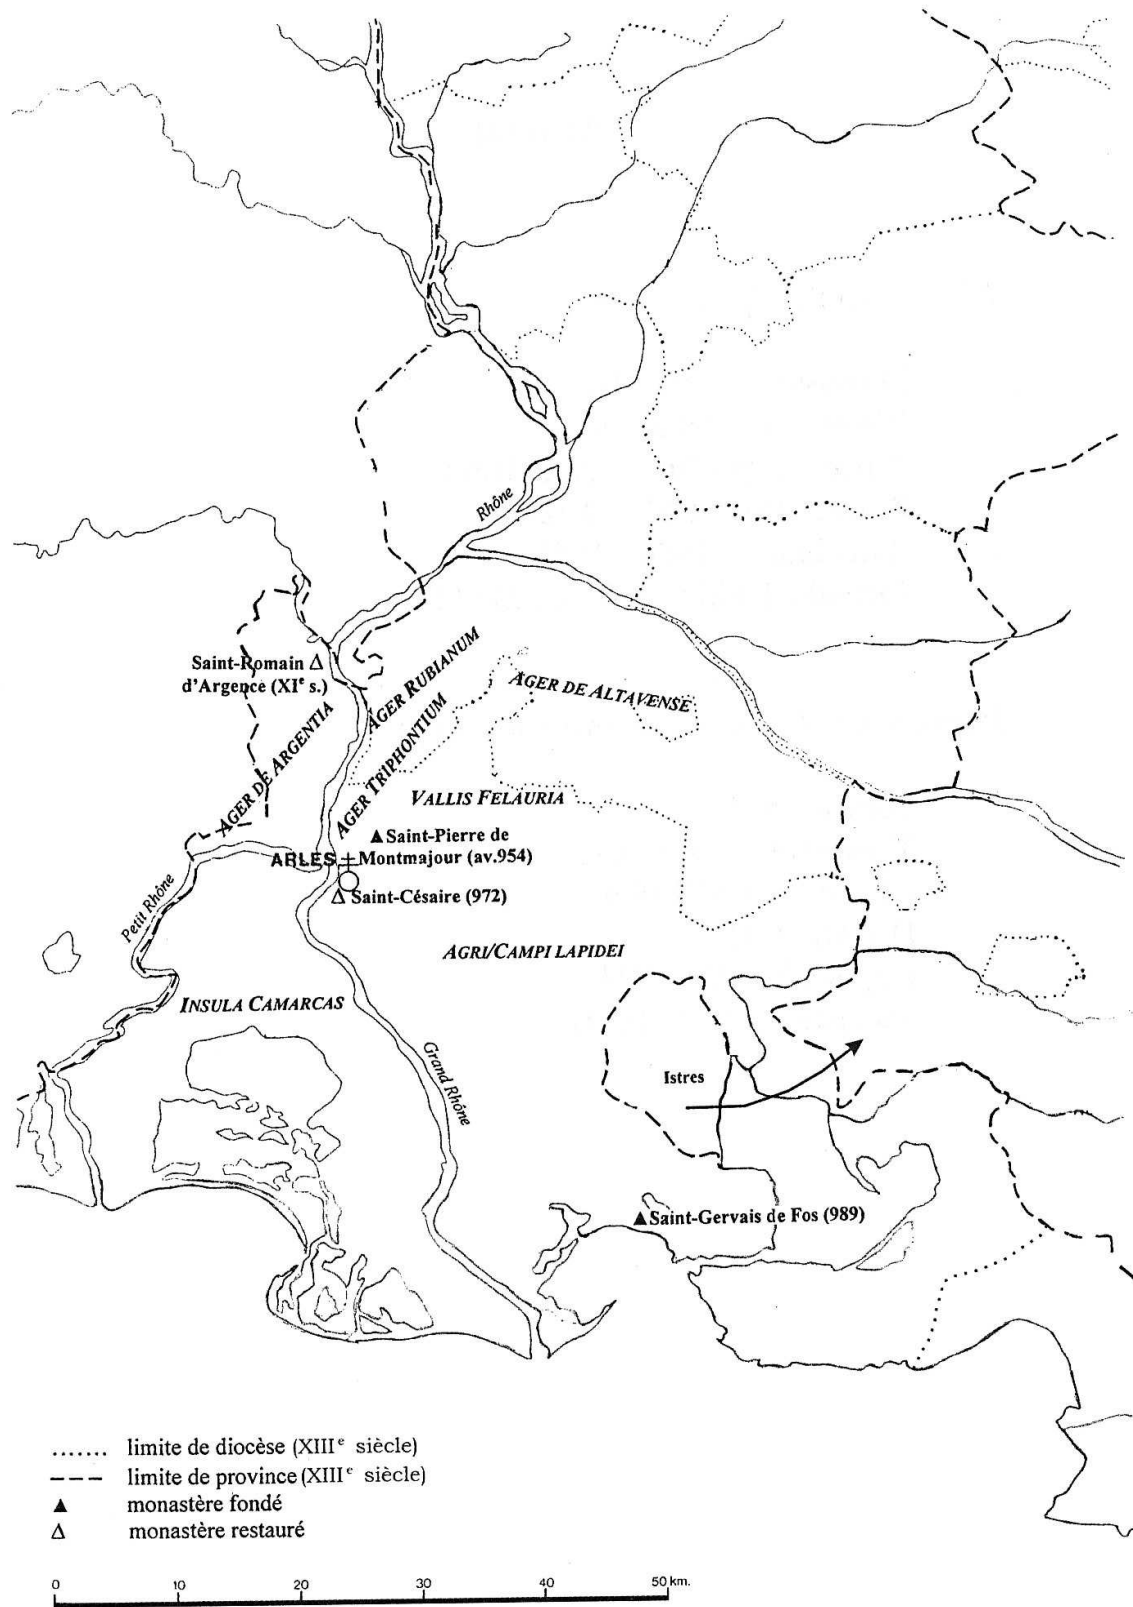 Rhône
Saint-Romain Δ
d'Argence (XIᵉ s.)
AGER RUBIANUM
AGER DE ALTAVENSE
AGER DE ARGENTIA
AGER TRIPHONTIUM
VALLIS FELAURIA
▲Saint-Pierre de
Montmajour (av.954)
ARLES
Δ Saint-Césaire (972)
Petit Rhône
AGRI/CAMPI LAPIDEI
INSULA CAMARCAS
Grand Rhône
Istres
▲Saint-Gervais de Fos (989)
....... limite de diocèse (XIIIᵉ siècle)
--- limite de province (XIIIᵉ siècle)
▲ monastère fondé
Δ monastère restauré
0 10 20 30 40 50 km.